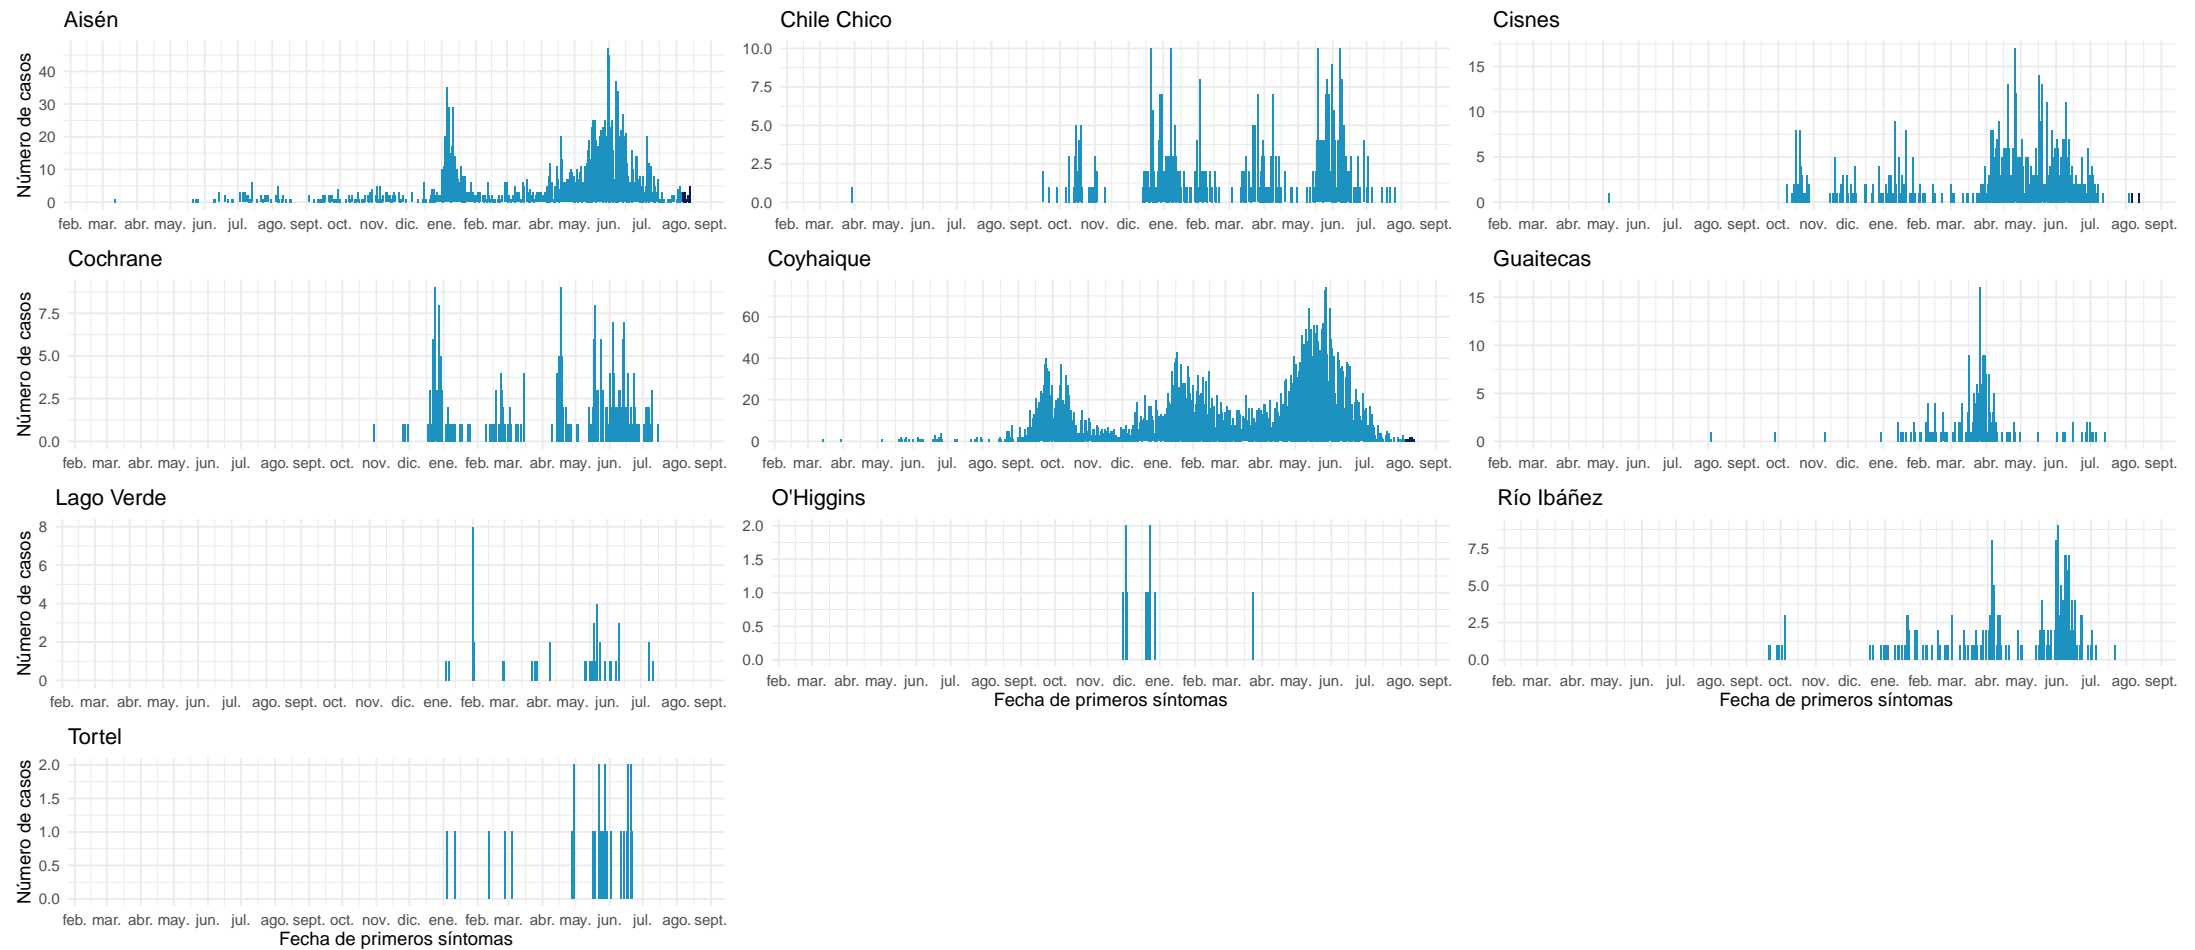 Aisén
Chile Chico
Cisnes
Número de casos
40
30
20
10
0
feb. mar. abr. may. jun. jul. ago. sept. oct. nov. dic. ene. feb. mar. abr. may. jun. jul. ago. sept.
10.0
7.5
5.0
2.5
0.0
feb. mar. abr. may. jun. jul. ago. sept. oct. nov. dic. ene. feb. mar. abr. may. jun. jul. ago. sept.
15
10
5
0
feb. mar. abr. may. jun. jul. ago. sept. oct. nov. dic. ene. feb. mar. abr. may. jun. jul. ago. sept.
Cochrane
Coyhaique
Guaitecas
Número de casos
7.5
5.0
2.5
0.0
feb. mar. abr. may. jun. jul. ago. sept. oct. nov. dic. ene. feb. mar. abr. may. jun. jul. ago. sept.
60
40
20
0
feb. mar. abr. may. jun. jul. ago. sept. oct. nov. dic. ene. feb. mar. abr. may. jun. jul. ago. sept.
15
10
5
0
feb. mar. abr. may. jun. jul. ago. sept. oct. nov. dic. ene. feb. mar. abr. may. jun. jul. ago. sept.
Lago Verde
O'Higgins
Río Ibáñez
Número de casos
8
6
4
2
0
feb. mar. abr. may. jun. jul. ago. sept. oct. nov. dic. ene. feb. mar. abr. may. jun. jul. ago. sept.
2.0
1.5
1.0
0.5
0.0
feb. mar. abr. may. jun. jul. ago. sept. oct. nov. dic. ene. feb. mar. abr. may. jun. jul. ago. sept.
Fecha de primeros síntomas
7.5
5.0
2.5
0.0
feb. mar. abr. may. jun. jul. ago. sept. oct. nov. dic. ene. feb. mar. abr. may. jun. jul. ago. sept.
Fecha de primeros síntomas
Tortel
Número de casos
2.0
1.5
1.0
0.5
0.0
feb. mar. abr. may. jun. jul. ago. sept. oct. nov. dic. ene. feb. mar. abr. may. jun. jul. ago. sept.
Fecha de primeros síntomas